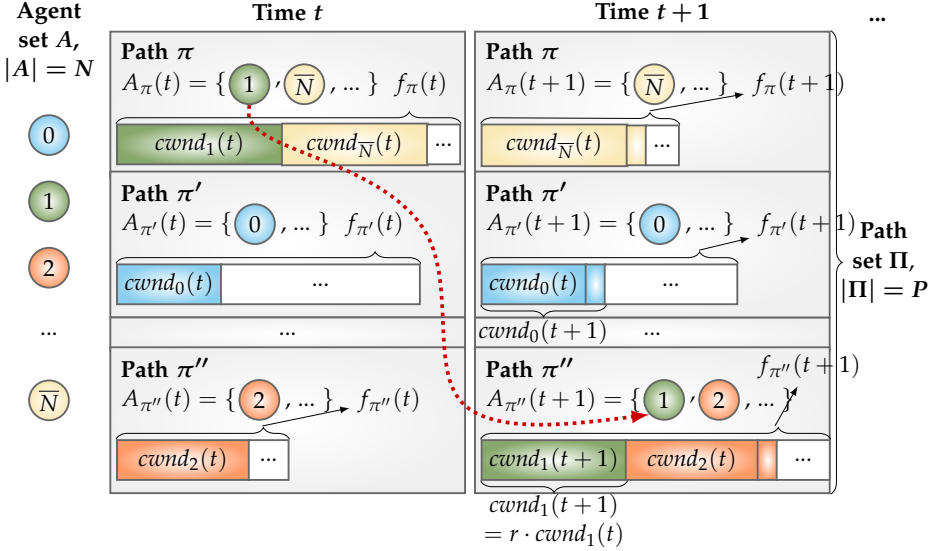 Agent set A, |A| = N
0
1
2
...
N̅
Time t
Path π
A_π(t) = { 1 , N̅ , ... } f_π(t)
cwnd_1(t) cwnd_N̅(t) ...
Path π′
A_π′(t) = { 0 , ... } f_π′(t)
cwnd_0(t) ...
...
Path π″
A_π″(t) = { 2 , ... } f_π″(t)
cwnd_2(t) ...
Time t + 1
Path π
A_π(t+1) = { N̅ , ... } f_π(t+1)
cwnd_N̅(t) ...
Path π′
A_π′(t+1) = { 0 , ... } f_π′(t+1)
cwnd_0(t) ...
cwnd_0(t+1) ...
Path π″
f_π″(t+1)
A_π″(t+1) = { 1 , 2 , ... }
cwnd_1(t+1) cwnd_2(t) ...
cwnd_1(t+1)
= r · cwnd_1(t)
...
Path
set Π,
|Π| = P